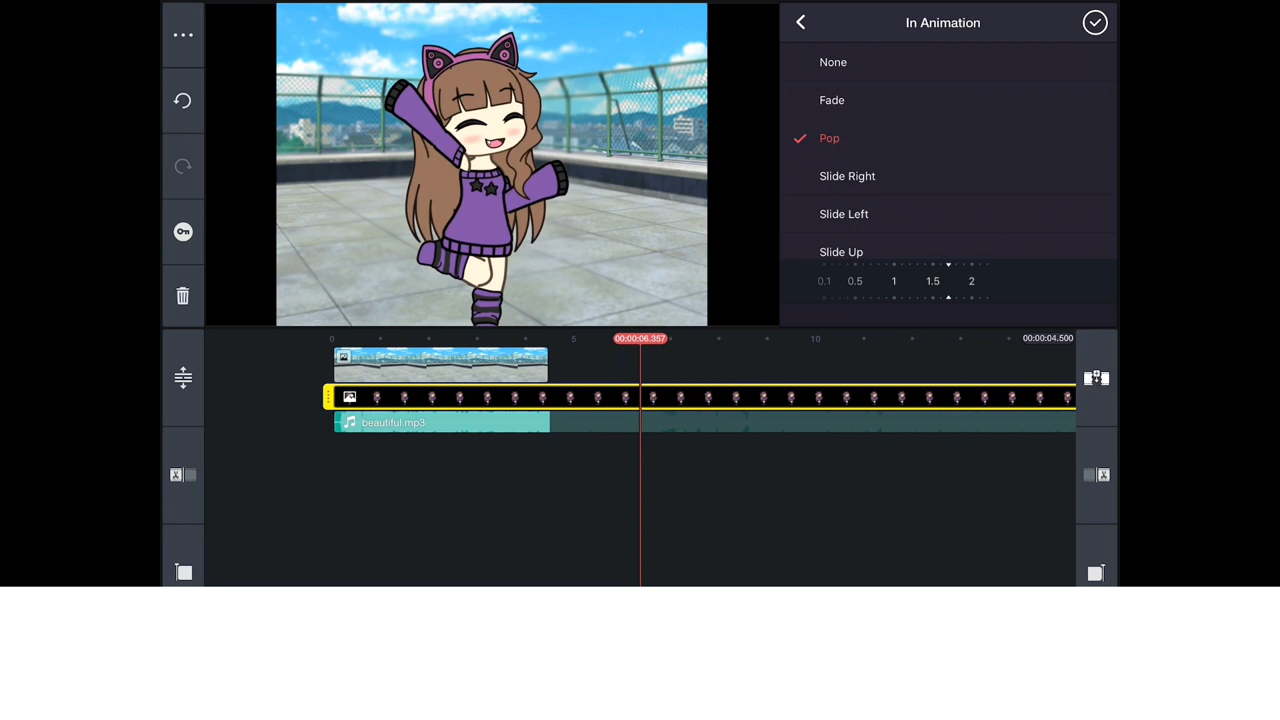 In Animation
None
Fade
Pop
Slide Right
Slide Left
Slide Up
0.1 0.5 1 1.5 2
0 5 00:00:06.357 10 00:00:04.500
beautiful.mp3